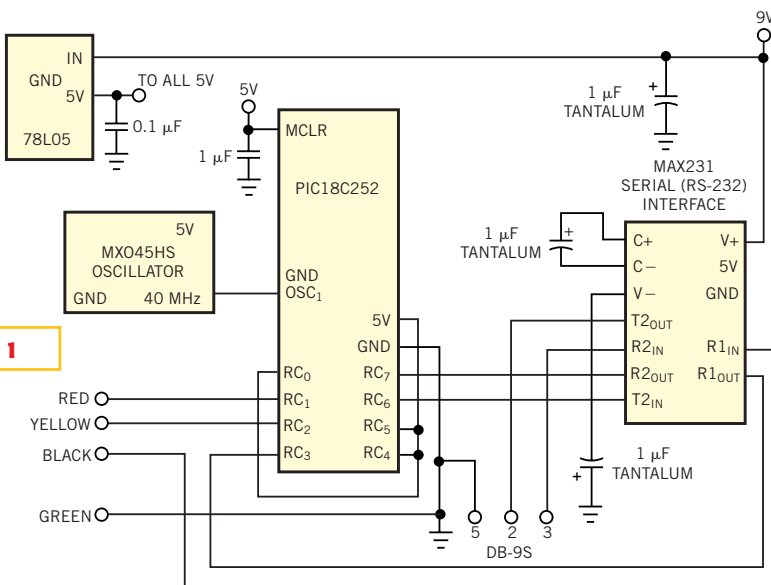 9V
IN
GND
5V
78L05
TO ALL 5V
0.1 µF
5V
1 µF
MCLR
PIC18C252
GND
OSC1
5V
GND
RC0
RC1
RC2
RC3
RC7
RC6
RC5
RC4
5V
MXO45HS
OSCILLATOR
GND 40 MHz
1
RED
YELLOW
BLACK
GREEN
1 µF
TANTALUM
+
MAX231
SERIAL (RS-232)
INTERFACE
1 µF
TANTALUM
+
C+
C−
V−
T2OUT
R2IN
R2OUT
T2IN
V+
5V
GND
R1IN
R1OUT
1 µF
TANTALUM
+
5
2
3
DB-9S